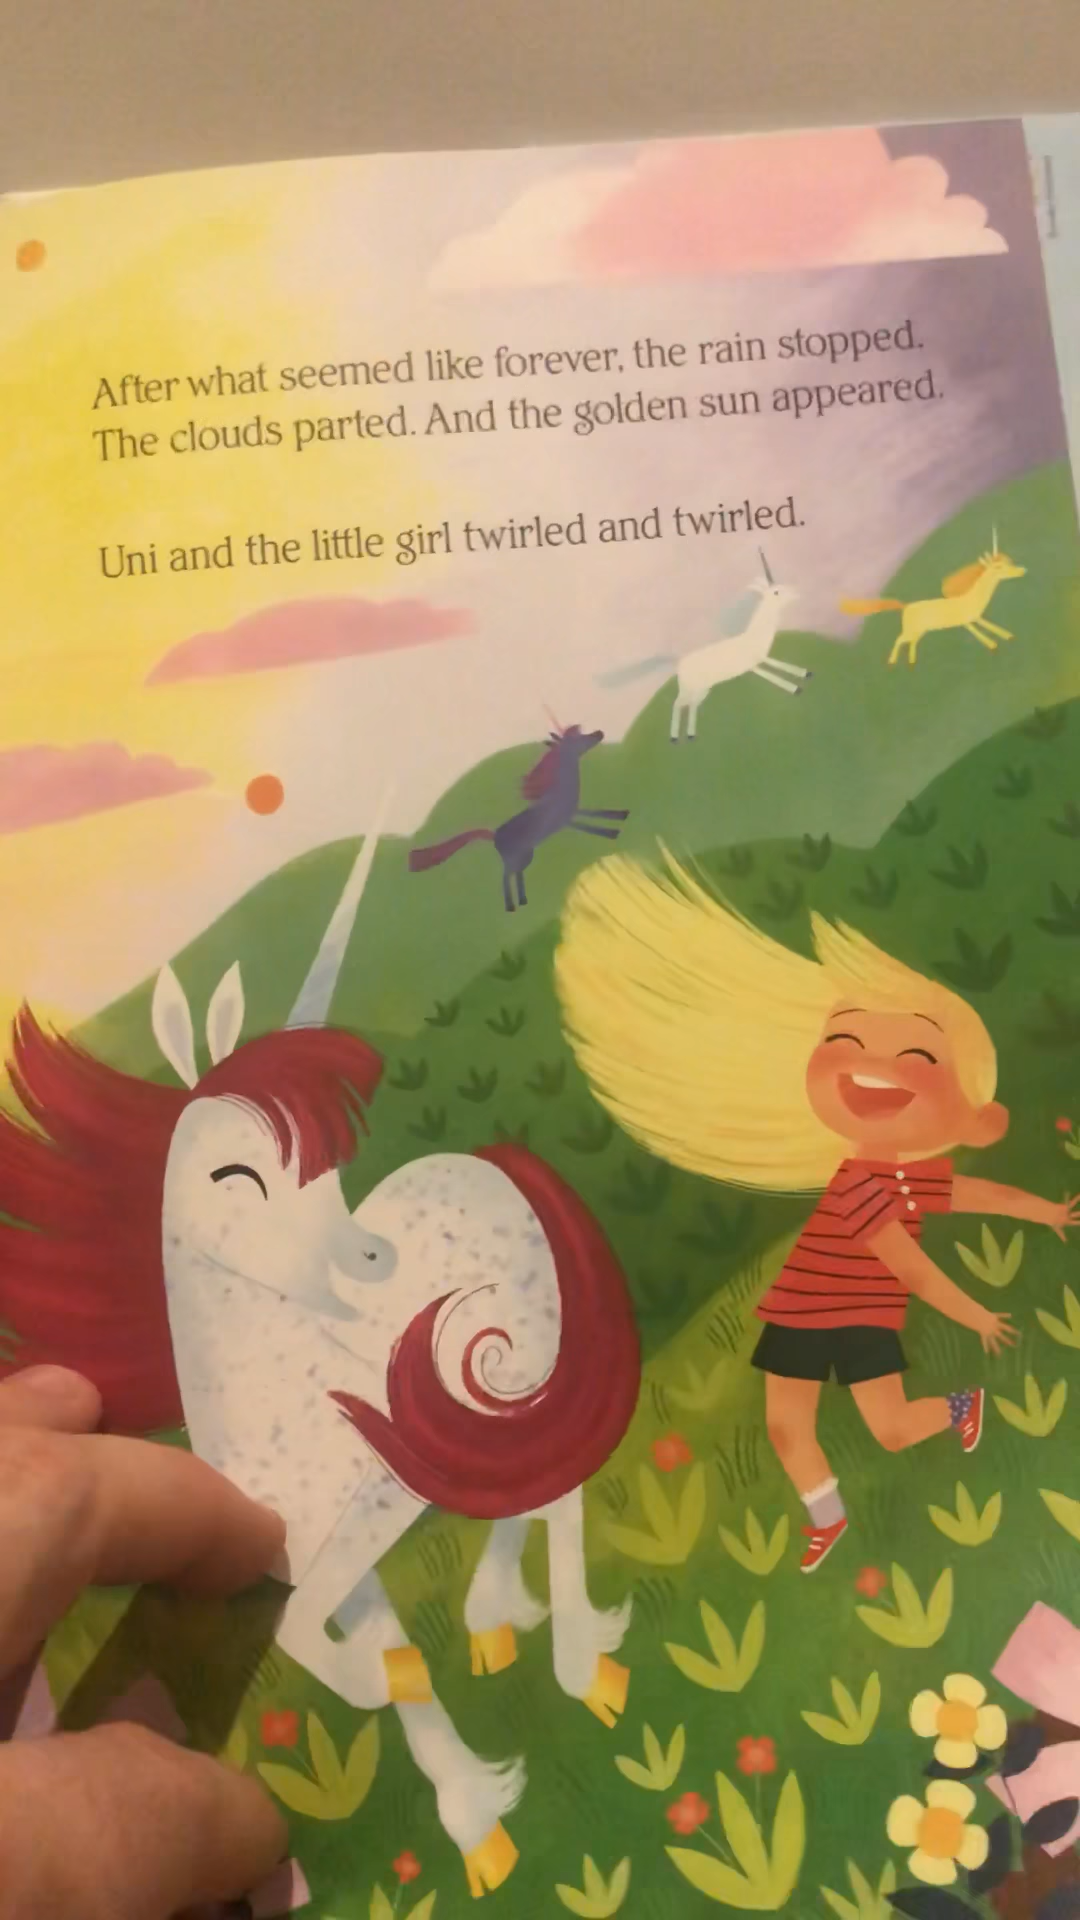 After what seemed like forever, the rain stopped.
The clouds parted. And the golden sun appeared.
Uni and the little girl twirled and twirled.